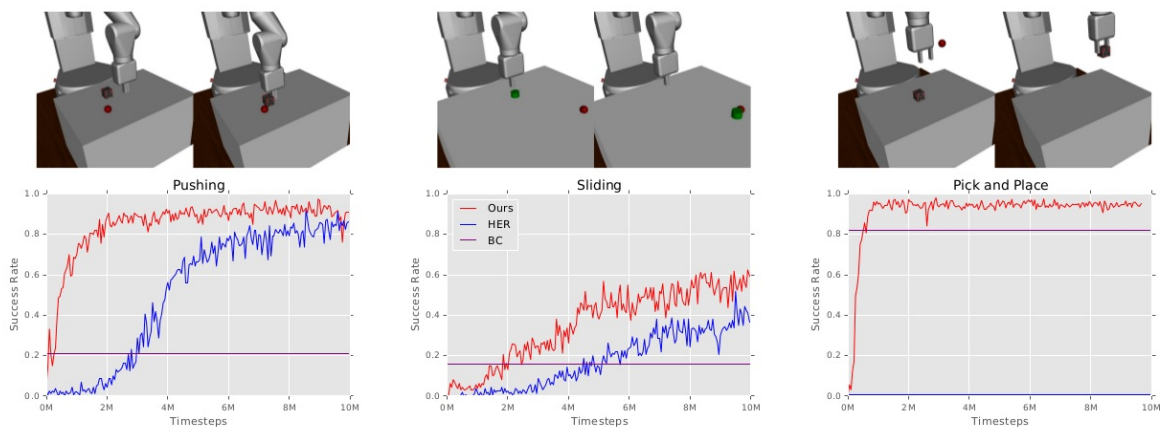 Pushing
Sliding
Pick and Place
1.0
0.8
0.6
0.4
0.2
0.0
Success Rate
0M
2M
4M
6M
8M
10M
Timesteps
1.0
0.8
0.6
0.4
0.2
0.0
Success Rate
Ours
HER
BC
0M
2M
4M
6M
8M
10M
Timesteps
1.0
0.8
0.6
0.4
0.2
0.0
Success Rate
0M
2M
4M
6M
8M
10M
Timesteps